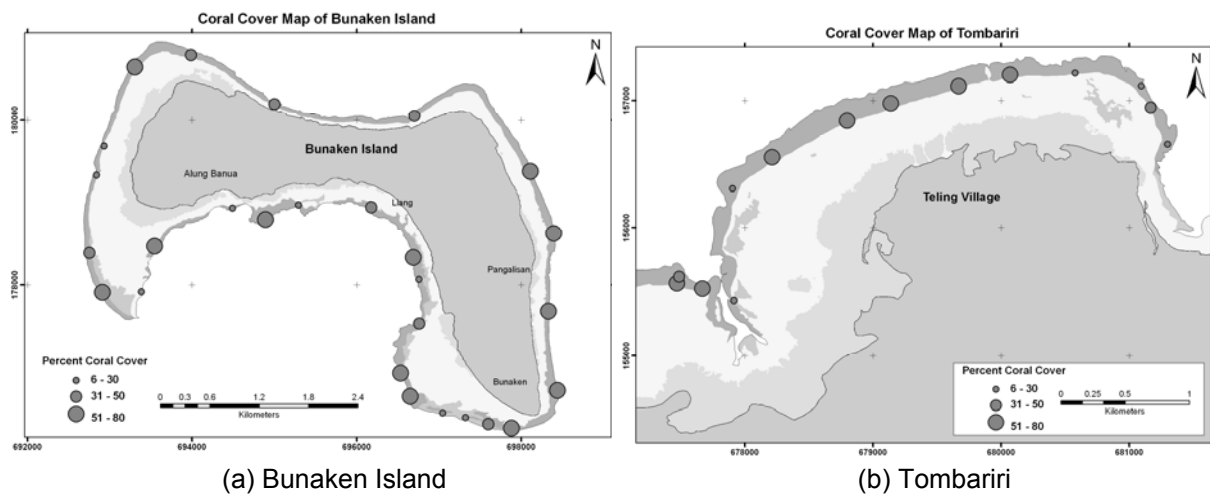 Coral Cover Map of Bunaken Island
N
180000
178000
Bunaken Island
Alung Banua
Liang
Pangalisan
Bunaken
Percent Coral Cover
6 - 30
31 - 50
51 - 80
0 0.3 0.6 1.2 1.8 2.4
Kilometers
692000 694000 696000 698000
(a) Bunaken Island
Coral Cover Map of Tombariri
N
157000
156000
155000
Teling Village
Percent Coral Cover
6 - 30
31 - 50
51 - 80
0 0.25 0.5 1
Kilometers
678000 679000 680000 681000
(b) Tombariri